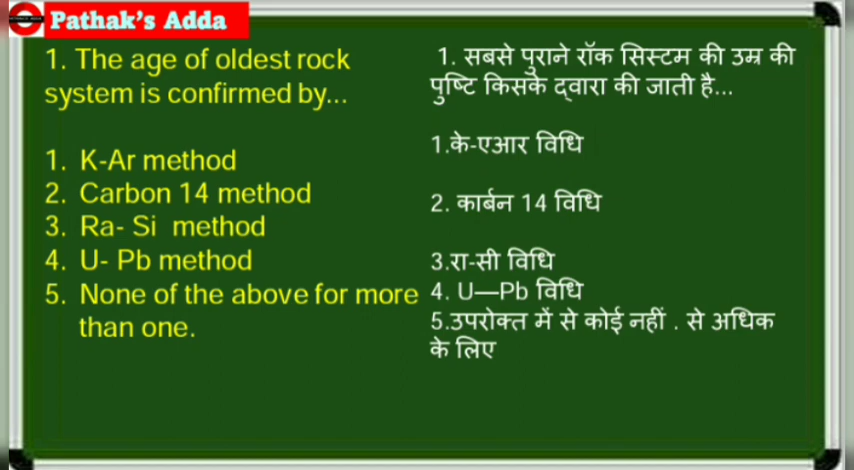 Pathak's Adda
1. The age of oldest rock
system is confirmed by...
1. K-Ar method
2. Carbon 14 method
3. Ra- Si method
4. U- Pb method
5. None of the above for more
than one.
1. सबसे पुराने रॉक सिस्टम की उम्र की
पुष्टि किसके द्वारा की जाती है...
1.के-एआर विधि
2. कार्बन 14 विधि
3.रा-सी विधि
4. U—Pb विधि
5.उपरोक्त में से कोई नहीं . से अधिक
के लिए